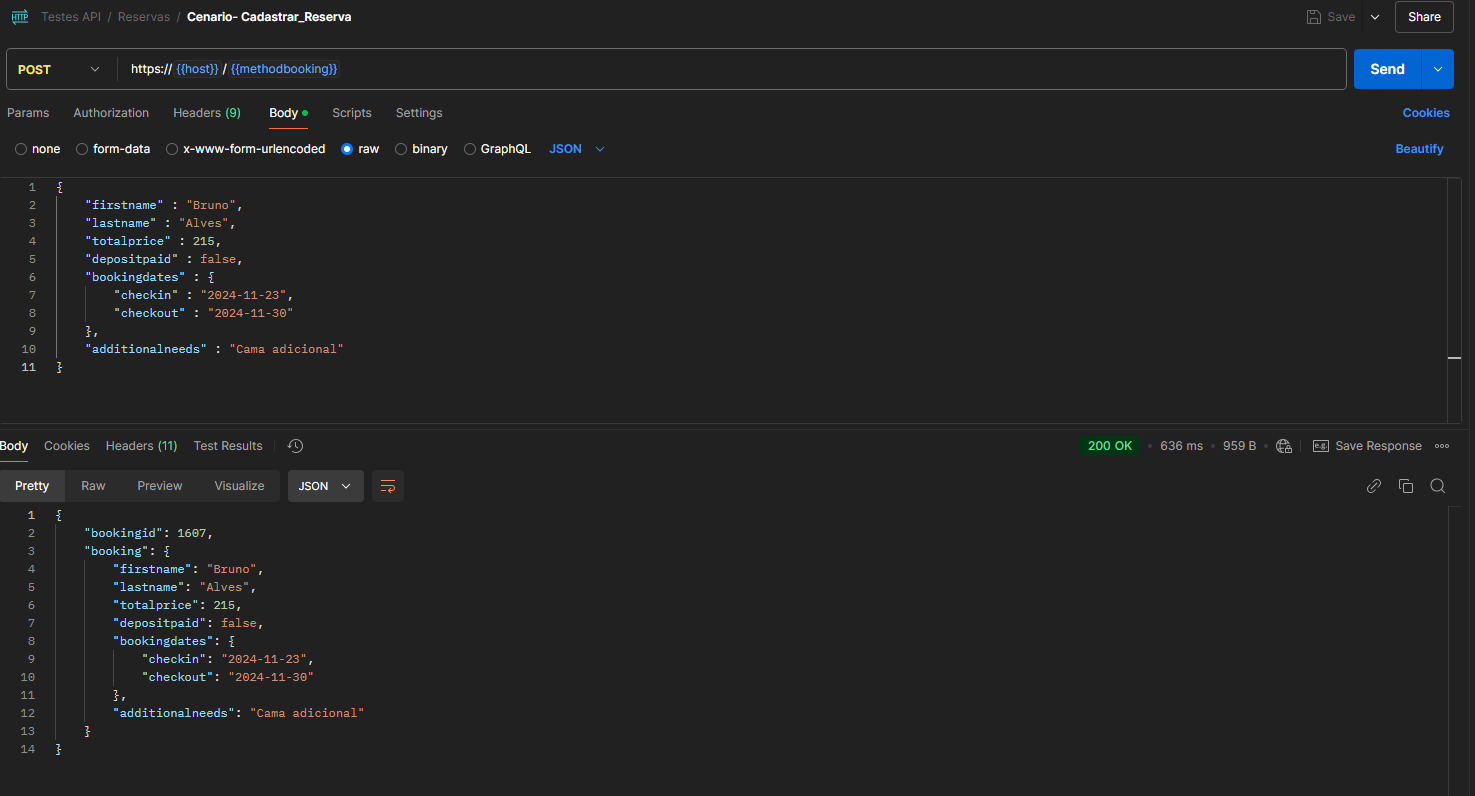 HTTP Testes API / Reservas / Cenario- Cadastrar_Reserva Save Share
POST https:// {{host}} / {{methodbooking}} Send
Params Authorization Headers (9) Body Scripts Settings Cookies
none form-data x-www-form-urlencoded raw binary GraphQL JSON Beautify
1 {
2 "firstname" : "Bruno",
3 "lastname" : "Alves",
4 "totalprice" : 215,
5 "depositpaid" : false,
6 "bookingdates" : {
7 "checkin" : "2024-11-23",
8 "checkout" : "2024-11-30"
9 },
10 "additionalneeds" : "Cama adicional"
11 }
Body Cookies Headers (11) Test Results 200 OK • 636 ms • 959 B • e.g. Save Response
Pretty Raw Preview Visualize JSON
1 {
2 "bookingid": 1607,
3 "booking": {
4 "firstname": "Bruno",
5 "lastname": "Alves",
6 "totalprice": 215,
7 "depositpaid": false,
8 "bookingdates": {
9 "checkin": "2024-11-23",
10 "checkout": "2024-11-30"
11 },
12 "additionalneeds": "Cama adicional"
13 }
14 }